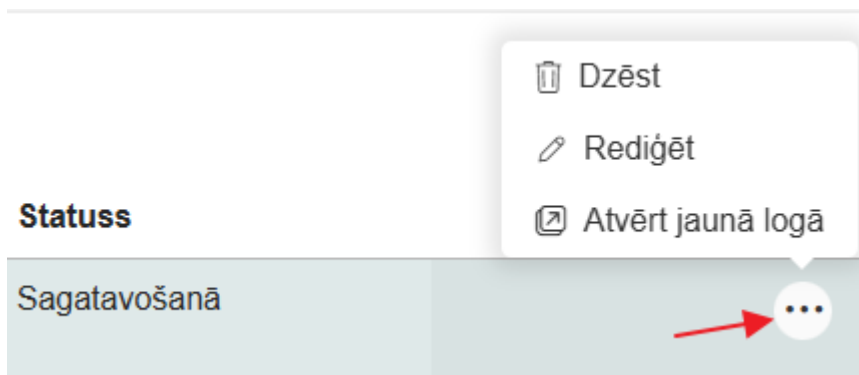 Dzēst
Rediģēt
Statuss
Atvērt jaunā logā
Sagatavošanā